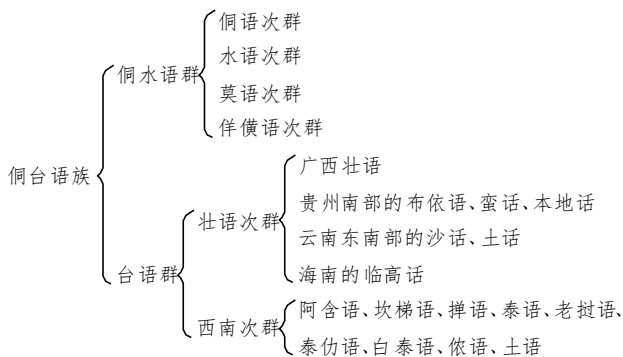 侗语次群
水语次群
侗水语群
莫语次群
佯僙语次群
侗台语族
广西壮语
贵州南部的布依语、蛮话、本地话
壮语次群
云南东南部的沙话、土话
海南的临高话
台语群
阿含语、坎梯语、掸语、泰语、老挝语、
西南次群
泰仂语、白泰语、侬语、土语